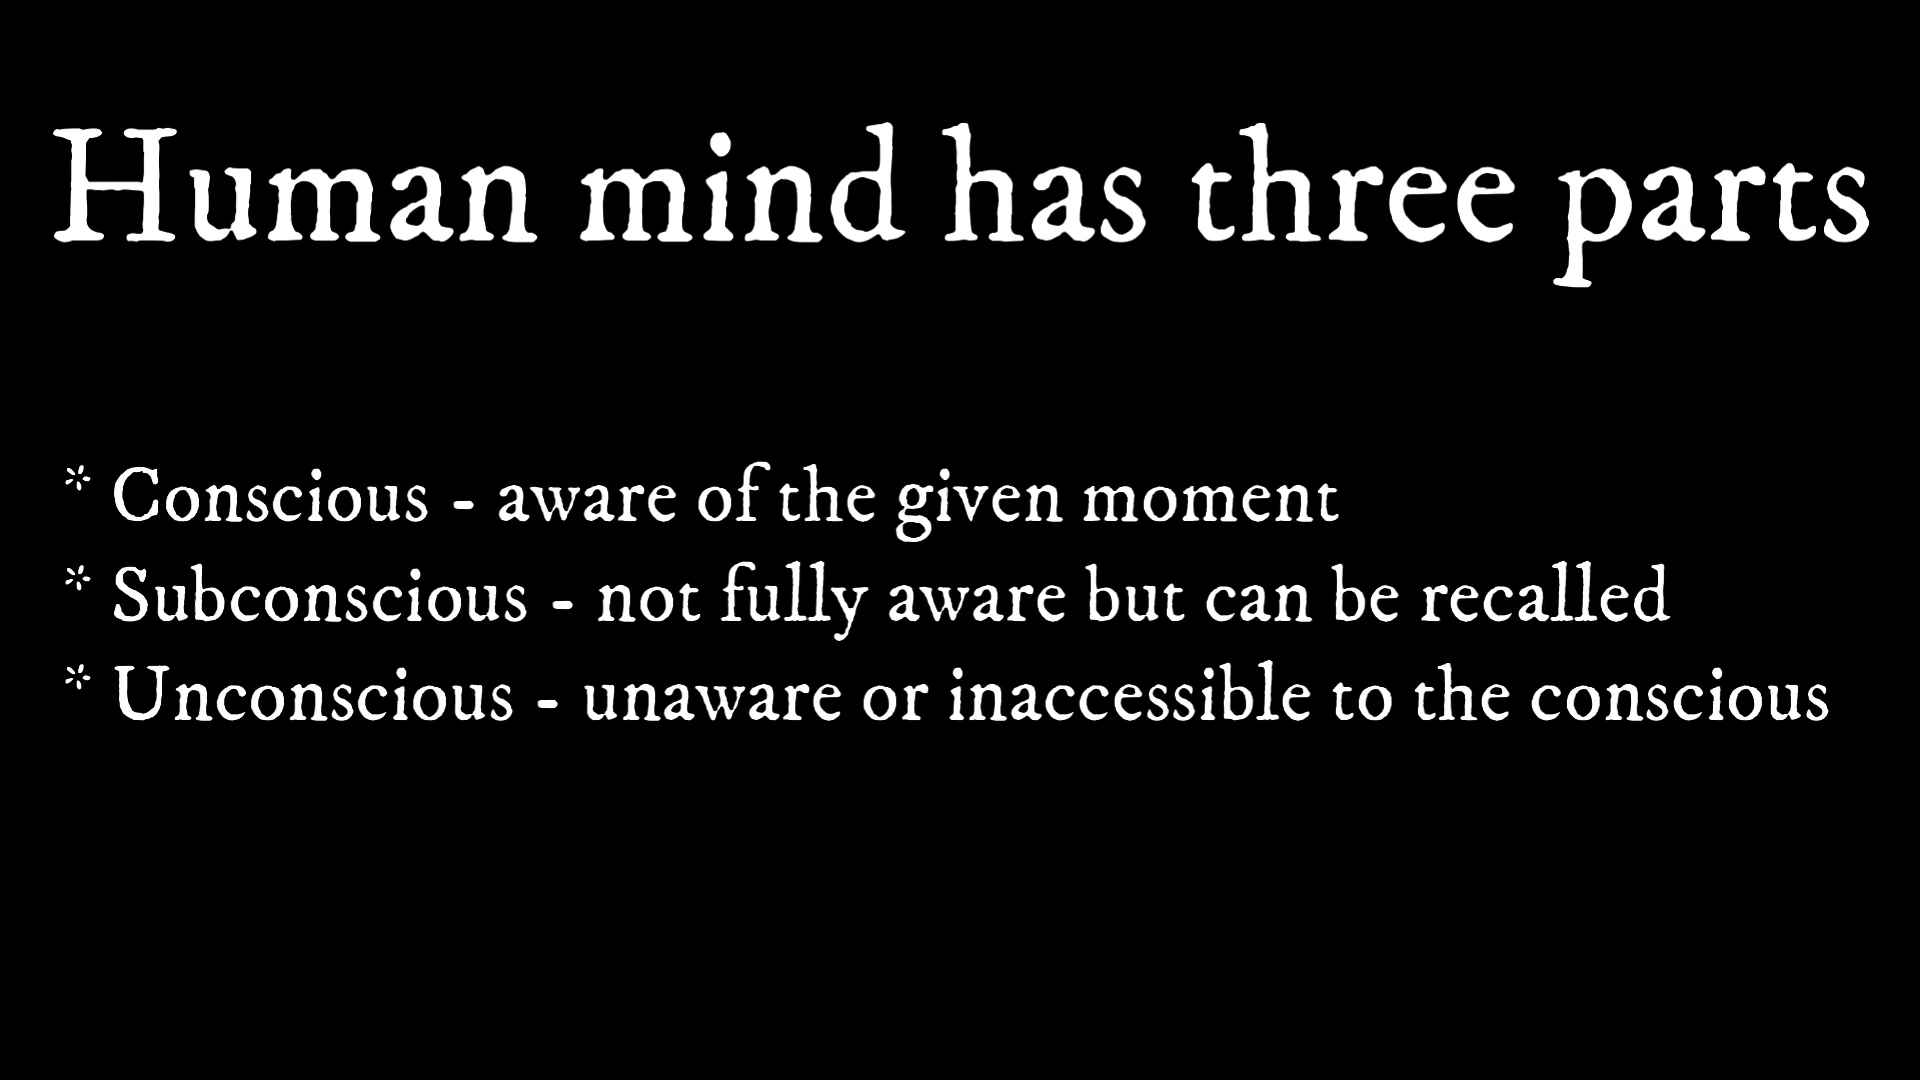 Human mind has three parts
* Conscious - aware of the given moment
* Subconscious - not fully aware but can be recalled
* Unconscious - unaware or inaccessible to the conscious